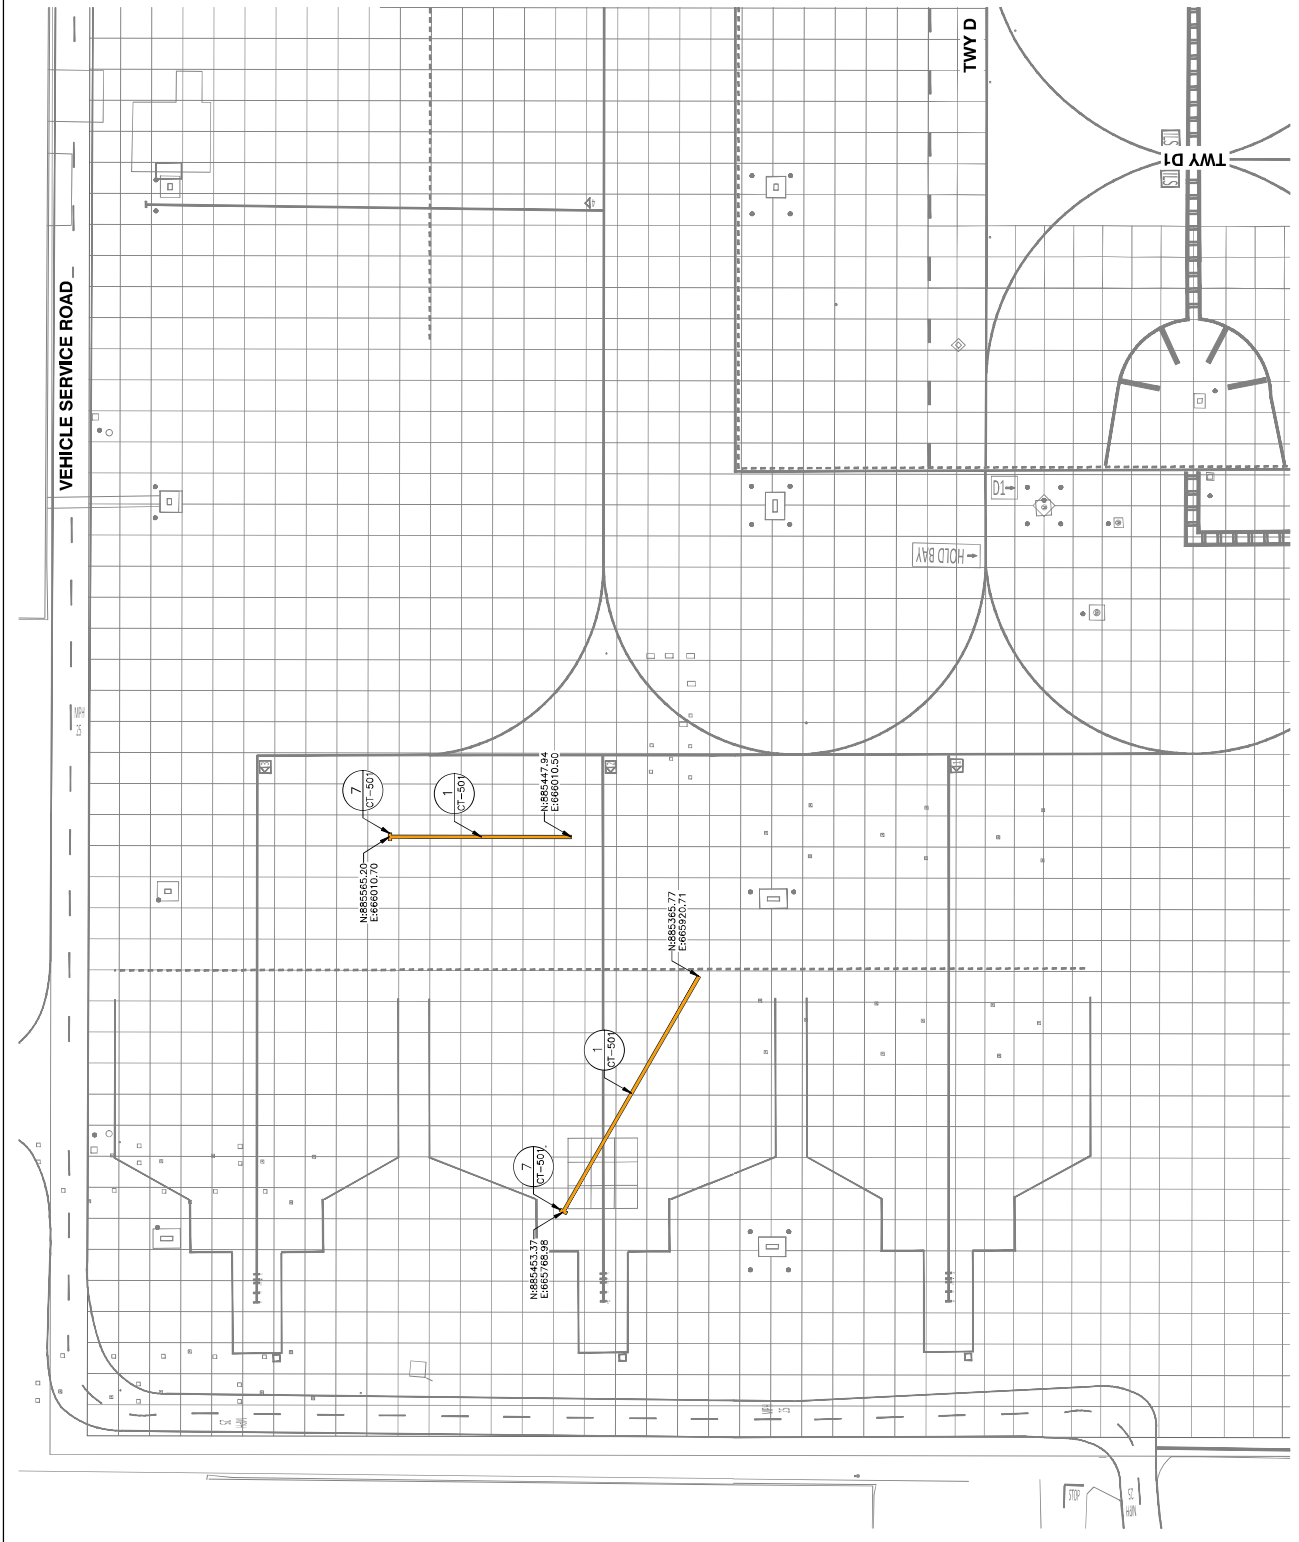 TWY D
TWY D1
VEHICLE SERVICE ROAD
D1
HOLD BAY
7
CT-501
1
CT-501
N:885447.94
E:666010.50
N:885565.20
E:666010.70
N:885365.77
E:665920.71
1
CT-501
7
CT-501
N:885453.37
E:665768.98
STOP